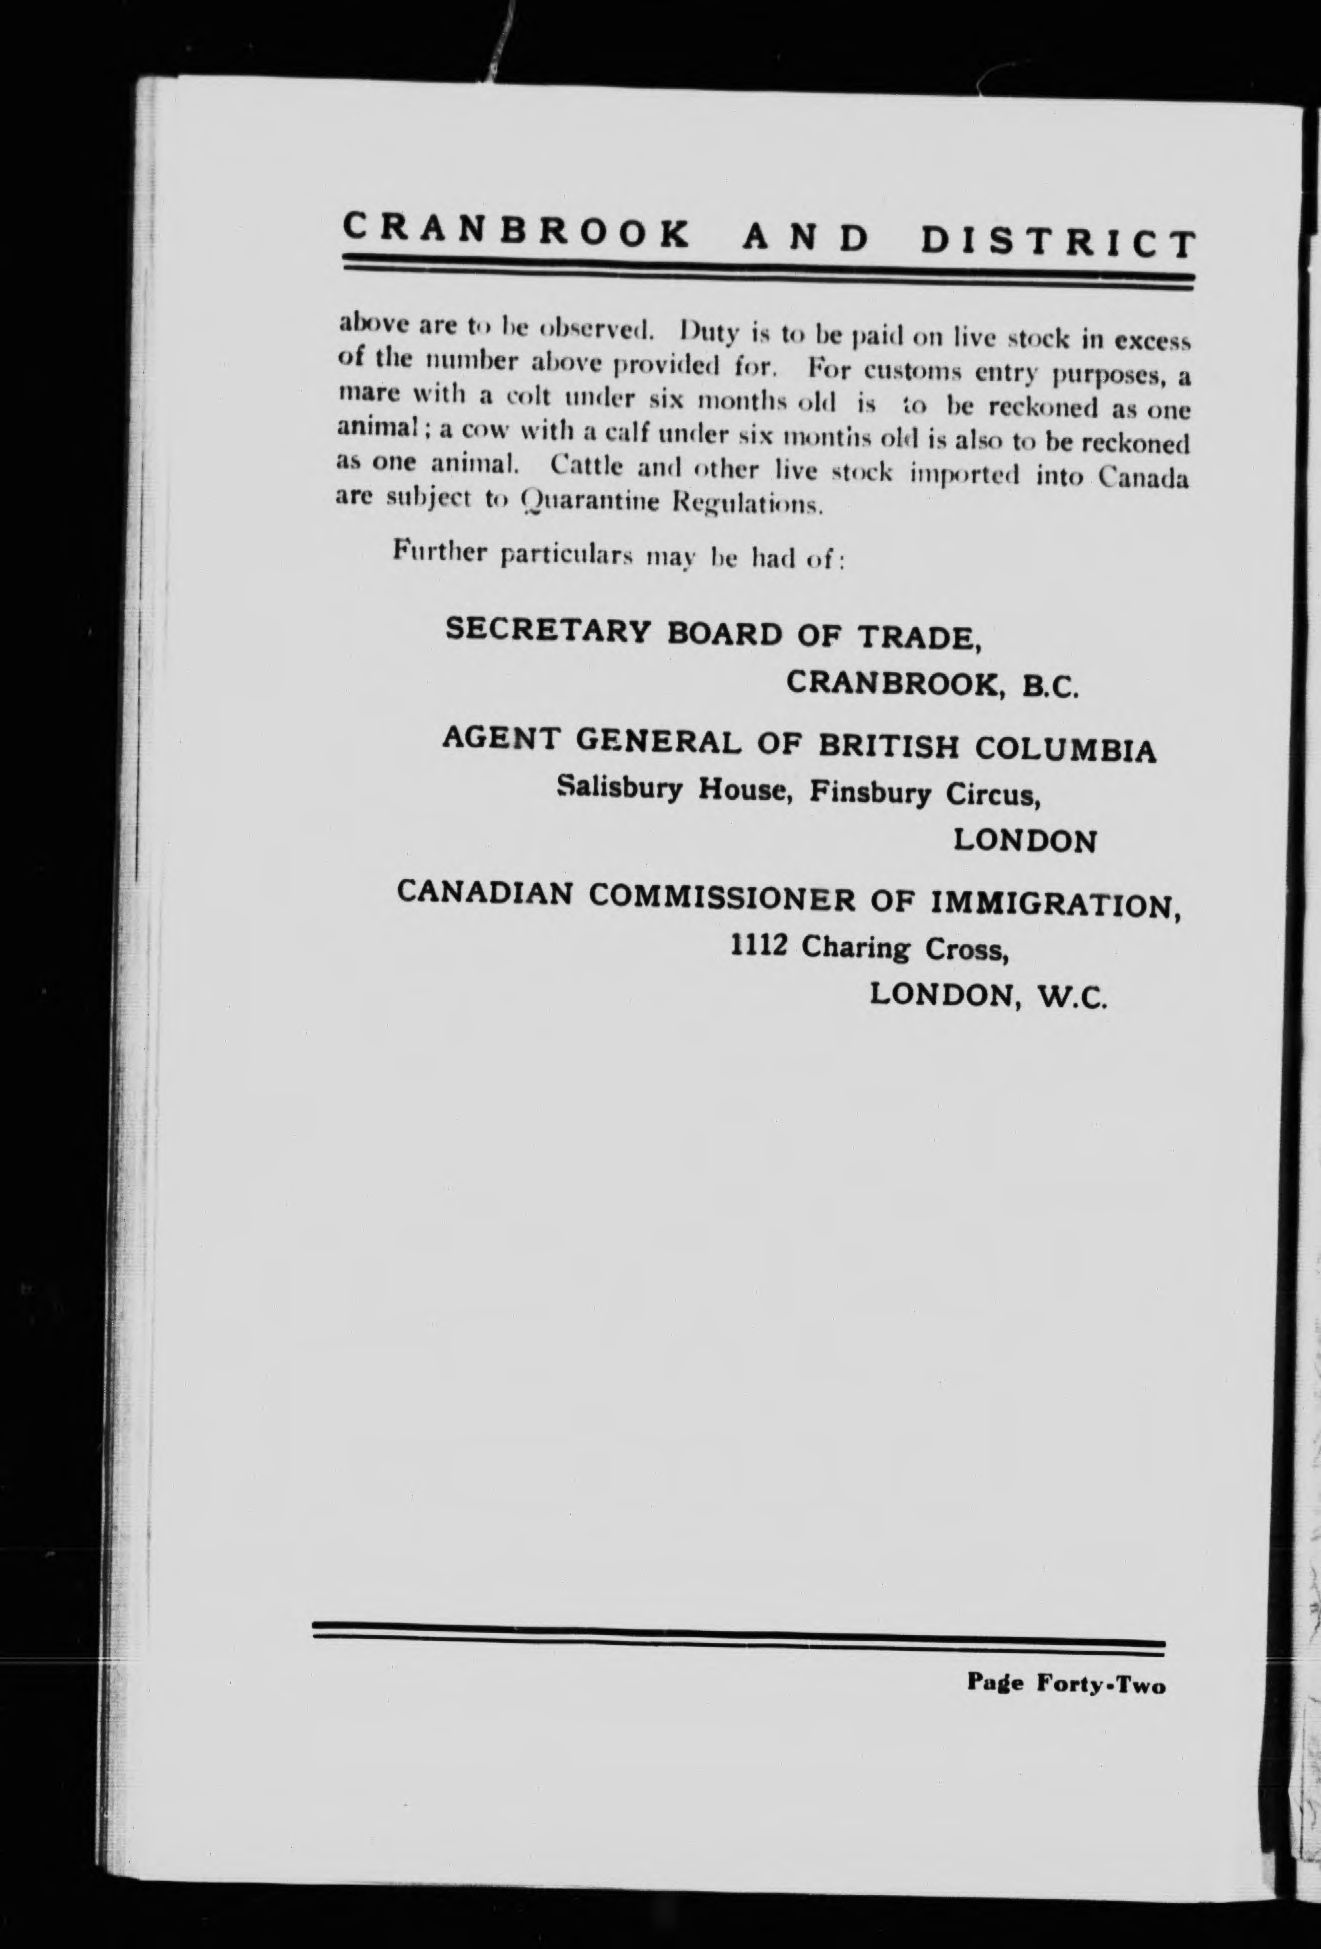 CRANBROOK AND DISTRICT
above are to be observed. Duty is to be paid on live stock in excess
of the number above provided for. For customs entry purposes, a
mare with a colt under six months old is to be reckoned as one
animal; a cow with a calf under six months old is also to be reckoned
as one animal. Cattle and other live stock imported into Canada
are subject to Quarantine Regulations.
Further particulars may be had of:
SECRETARY BOARD OF TRADE,
CRANBROOK, B.C.
AGENT GENERAL OF BRITISH COLUMBIA
Salisbury House, Finsbury Circus,
LONDON
CANADIAN COMMISSIONER OF IMMIGRATION,
1112 Charing Cross,
LONDON, W.C.
Page Forty-Two